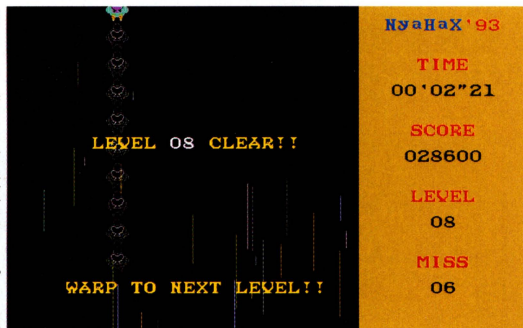 LEVEL 08 CLEAR!!
WARP TO NEXT LEVEL!!
NyaHaX'93
TIME
00'02"21
SCORE
028600
LEVEL
08
MISS
06